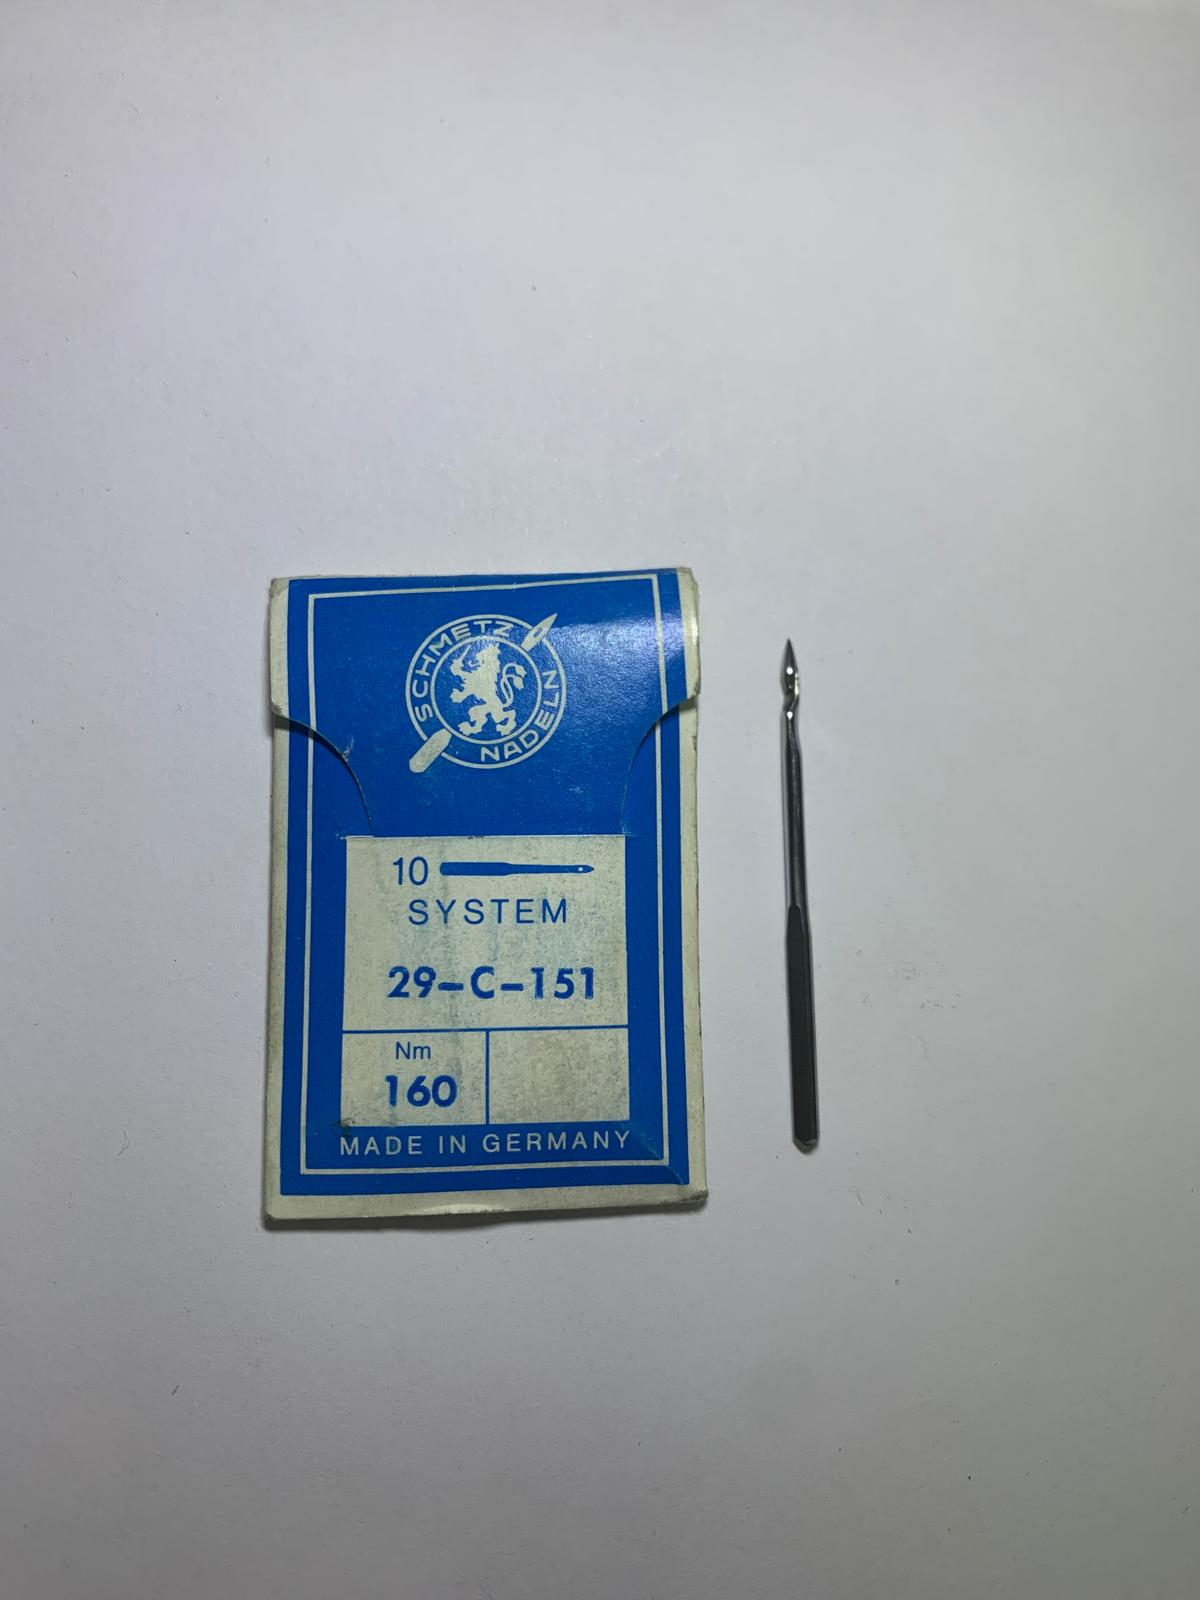 SCHMETZ
NADELN
10
SYSTEM
29-C-151
Nm
160
MADE IN GERMANY